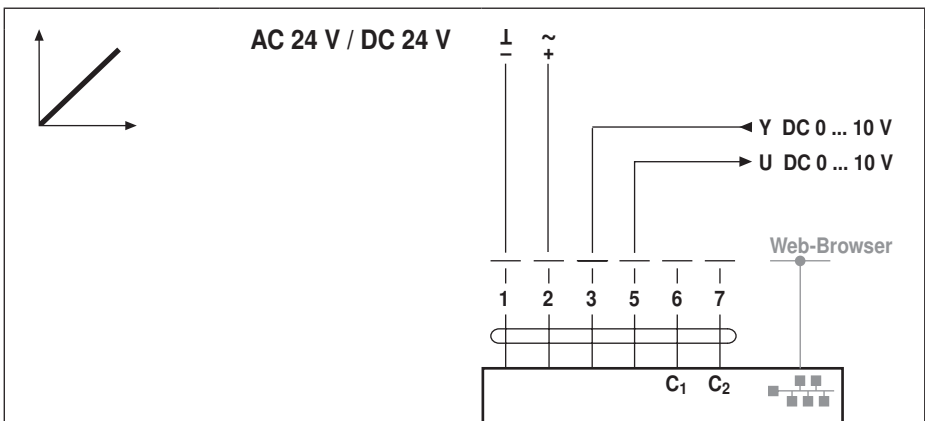 AC 24 V / DC 24 V
⊥ ~
– +
Y DC 0 ... 10 V
U DC 0 ... 10 V
Web-Browser
1 2 3 5 6 7
C₁ C₂